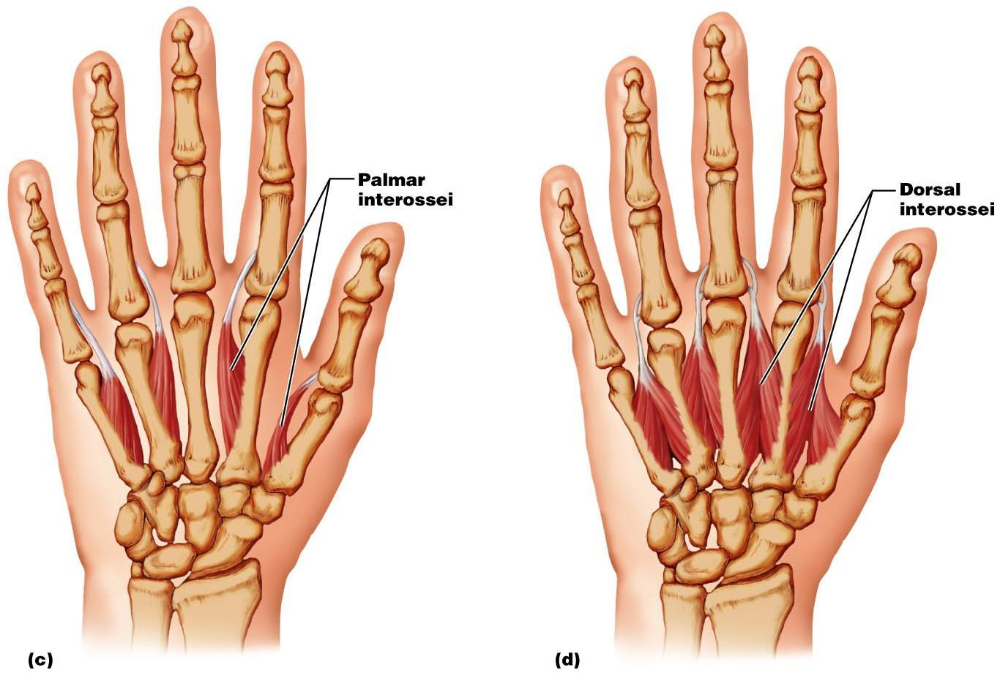 Palmar
interossei
Dorsal
interossei
(c)
(d)